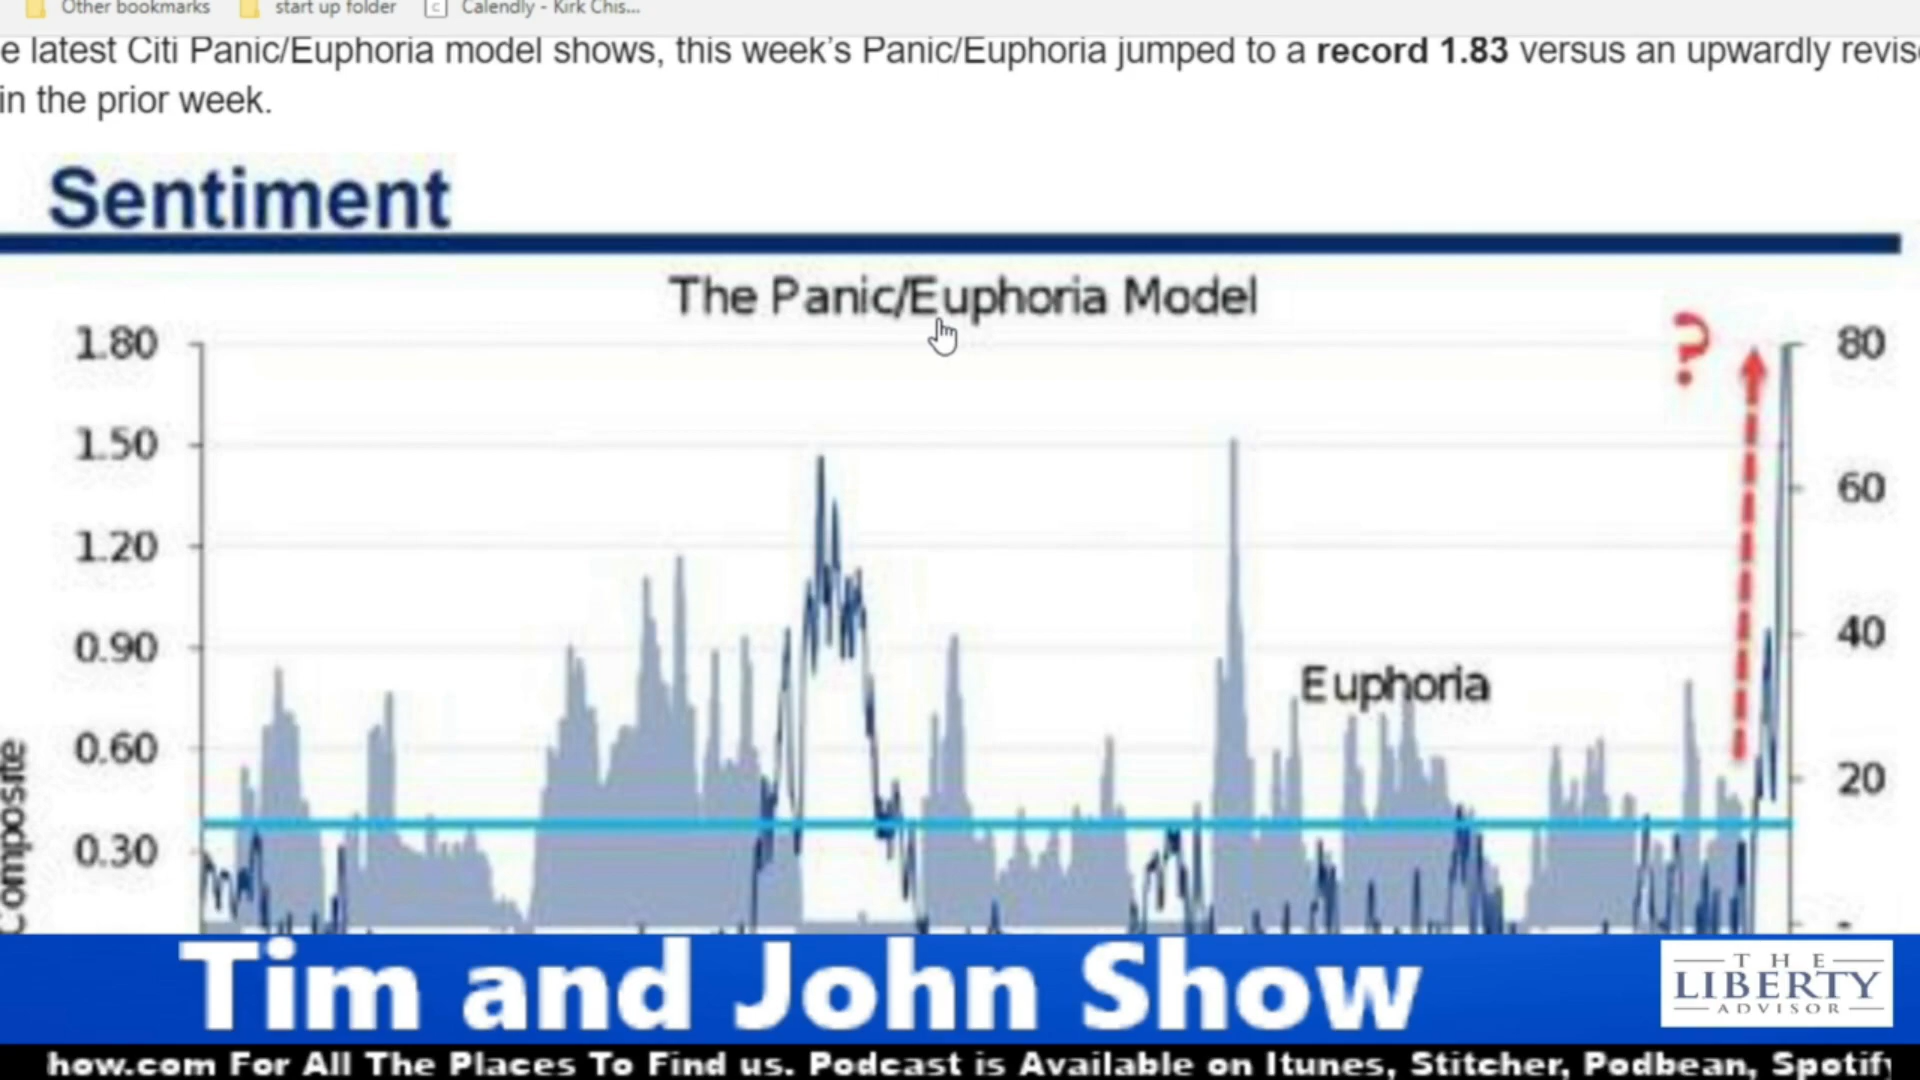 Other bookmarks start up folder c Calendly - Kirk Chis...
e latest Citi Panic/Euphoria model shows, this week's Panic/Euphoria jumped to a record 1.83 versus an upwardly revis
in the prior week.
Sentiment
The Panic/Euphoria Model
?
1.80
1.50
1.20
0.90
0.60
0.30
Composite
Euphoria
80
60
40
20
-
Tim and John Show
THE
LIBERTY
ADVISOR
how.com For All The Places To Find us. Podcast is Available on Itunes, Stitcher, Podbean, Spotify